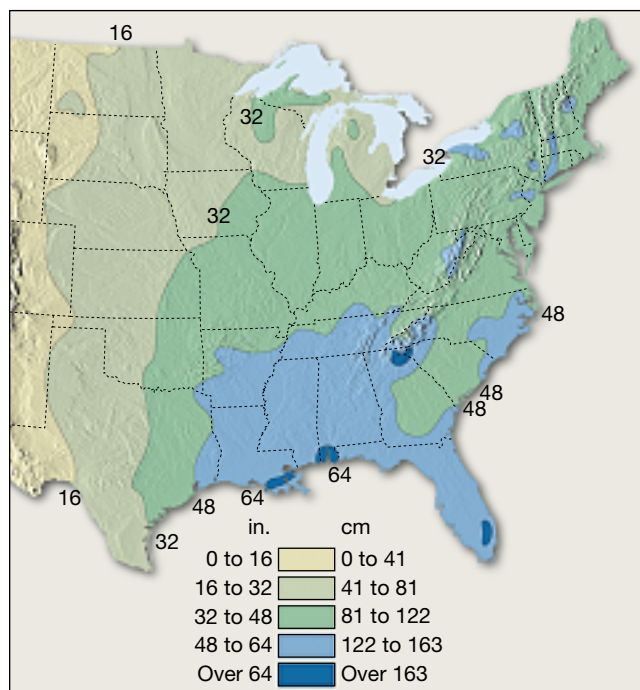 16
32
32
32
48
48
48
64
64
48
16
32
in. cm
0 to 16 0 to 41
16 to 32 41 to 81
32 to 48 81 to 122
48 to 64 122 to 163
Over 64 Over 163